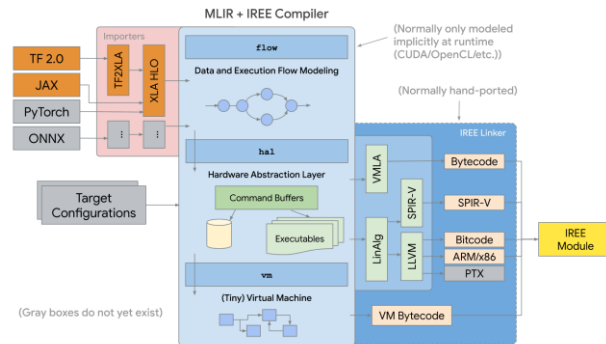 MLIR + IREE Compiler
Importers
TF 2.0
JAX
PyTorch
ONNX
TF2XLA
XLA HLO
...
...
flow
Data and Execution Flow Modeling
(Normally only modeled
implicitly at runtime
(CUDA/OpenCL/etc.))
(Normally hand-ported)
hal
Hardware Abstraction Layer
Command Buffers
Executables
Target
Configurations
vm
(Tiny) Virtual Machine
(Gray boxes do not yet exist)
IREE Linker
VMLA
LinAlg
SPIR-V
LLVM
Bytecode
SPIR-V
Bitcode
ARM/x86
PTX
VM Bytecode
IREE
Module